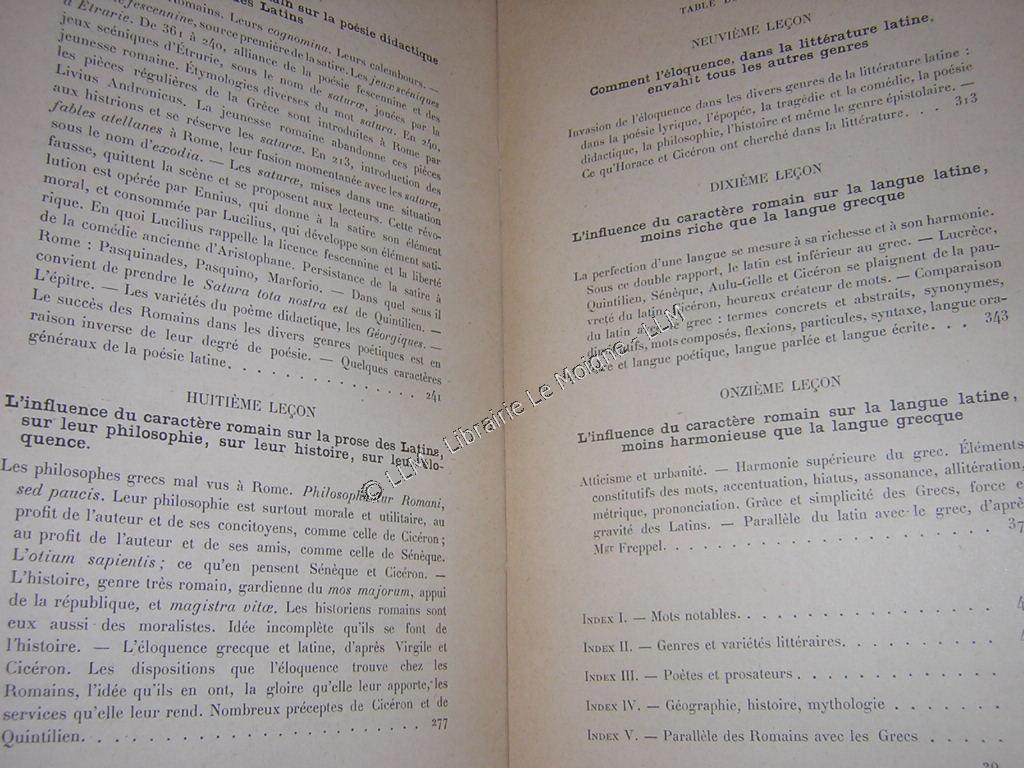 main sur la poésie didactique
des Latins
Romains. Leurs cognomina. Leurs calembours. —
fescennine, source première de la satire. Les jeux scéniques
d'Étrurie. De 361 à 240, alliance de la poésie fescennine et des
jeux scéniques d'Étrurie, sous le nom de saturæ, jouées par la
jeunesse romaine. Étymologies diverses du mot satura. En 240,
les pièces régulières de la Grèce sont introduites à Rome par
Livius Andronicus. La jeunesse romaine abandonne ces pièces
aux histrions et se réserve les saturæ. En 213, introduction des
fables atellanes à Rome, leur fusion momentanée avec les saturæ,
sous le nom d'exodia. — Les saturæ, mises dans une situation
fausse, quittent la scène et se proposent aux lecteurs. Cette révo-
lution est opérée par Ennius, qui donne à la satire son élément
moral, et consommée par Lucilius, qui développe son élément sati-
rique. En quoi Lucilius rappelle la licence fescennine et la liberté
de la comédie ancienne d'Aristophane. Persistance de la satire à
Rome : Pasquinades, Pasquino, Marforio. — Dans quel sens il
convient de prendre le Satura tota nostra est de Quintilien. —
L'épître. — Les variétés du poème didactique, les Géorgiques. —
Le succès des Romains dans les divers genres poétiques est en
raison inverse de leur degré de poésie. — Quelques caractères
généraux de la poésie latine. . . . . . . . . . . . . . 241
HUITIÈME LEÇON
L'influence du caractère romain sur la prose des Latins,
sur leur philosophie, sur leur histoire, sur leur élo-
quence.
Les philosophes grecs mal vus à Rome. Philosophantur Romani,
sed paucis. Leur philosophie est surtout morale et utilitaire, au
profit de l'auteur et de ses concitoyens, comme celle de Cicéron ;
au profit de l'auteur et de ses amis, comme celle de Sénèque.
L'otium sapientis ; ce qu'en pensent Sénèque et Cicéron. —
L'histoire, genre très romain, gardienne du mos majorum, appui
de la république, et magistra vitæ. Les historiens romains sont
eux aussi des moralistes. Idée incomplète qu'ils se font de
l'histoire. — L'éloquence grecque et latine, d'après Virgile et
Cicéron. Les dispositions que l'éloquence trouve chez les
Romains, l'idée qu'ils en ont, la gloire qu'elle leur apporte, les
services qu'elle leur rend. Nombreux préceptes de Cicéron et de
Quintilien. . . . . . . . . . . . . . . . . . 277
TABLE
NEUVIÈME LEÇON
Comment l'éloquence, dans la littérature latine,
envahit tous les autres genres
Invasion de l'éloquence dans les divers genres de la littérature latine :
dans la poésie lyrique, l'épopée, la tragédie et la comédie, la poésie
didactique, la philosophie, l'histoire et même le genre épistolaire. —
Ce qu'Horace et Cicéron ont cherché dans la littérature. . . . 313
DIXIÈME LEÇON
L'influence du caractère romain sur la langue latine,
moins riche que la langue grecque
La perfection d'une langue se mesure à sa richesse et à son harmonie.
Sous ce double rapport, le latin est inférieur au grec. — Lucrèce,
Quintilien, Sénèque, Aulu-Gelle et Cicéron se plaignent de la pau-
vreté du latin. Cicéron, heureux créateur de mots. — Comparaison
du latin avec le grec : termes concrets et abstraits, synonymes,
diminutifs, mots composés, flexions, particules, syntaxe, langue ora-
toire et langue poétique, langue parlée et langue écrite. . . 343
ONZIÈME LEÇON
L'influence du caractère romain sur la langue latine,
moins harmonieuse que la langue grecque
Atticisme et urbanité. — Harmonie supérieure du grec. Éléments
constitutifs des mots, accentuation, hiatus, assonance, allitération,
métrique, prononciation. Grâce et simplicité des Grecs, force e
gravité des Latins. — Parallèle du latin avec le grec, d'aprè
Mgr Freppel. . . . . . . . . . . . . . . . . 37
INDEX I. — Mots notables. . . . . . . . . . . . . 4
INDEX II. — Genres et variétés littéraires. . . . . . . .
INDEX III. — Poètes et prosateurs . . . . . . . . . .
INDEX IV. — Géographie, histoire, mythologie . . . . . .
INDEX V. — Parallèle des Romains avec les Grecs . . . .
© LLM - Librairie Le Moigne - LLM